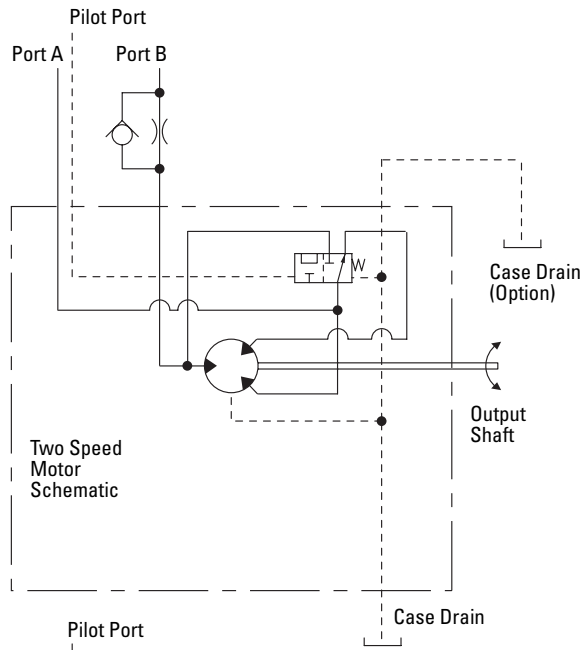 Pilot Port
Port A
Port B
Case Drain
(Option)
Output
Shaft
Two Speed
Motor
Schematic
Case Drain
Pilot Port